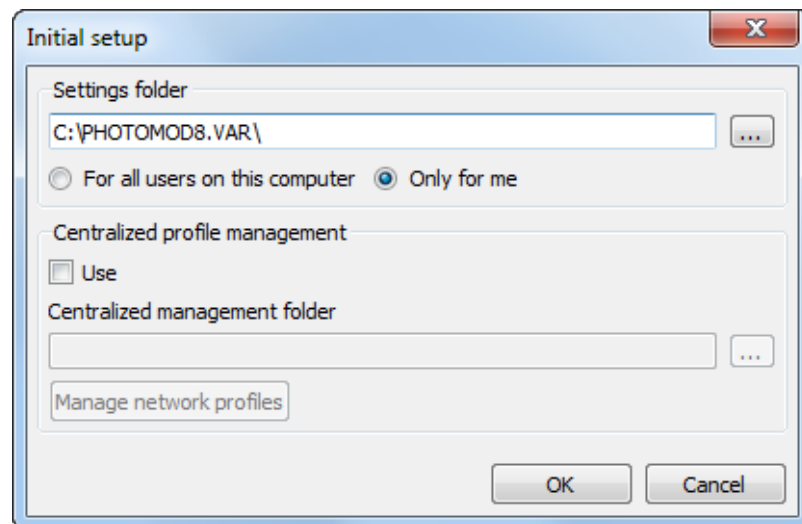 Initial setup
Settings folder
C:\PHOTOMOD8.VAR\
...
For all users on this computer Only for me
Centralized profile management
Use
Centralized management folder
...
Manage network profiles
OK Cancel